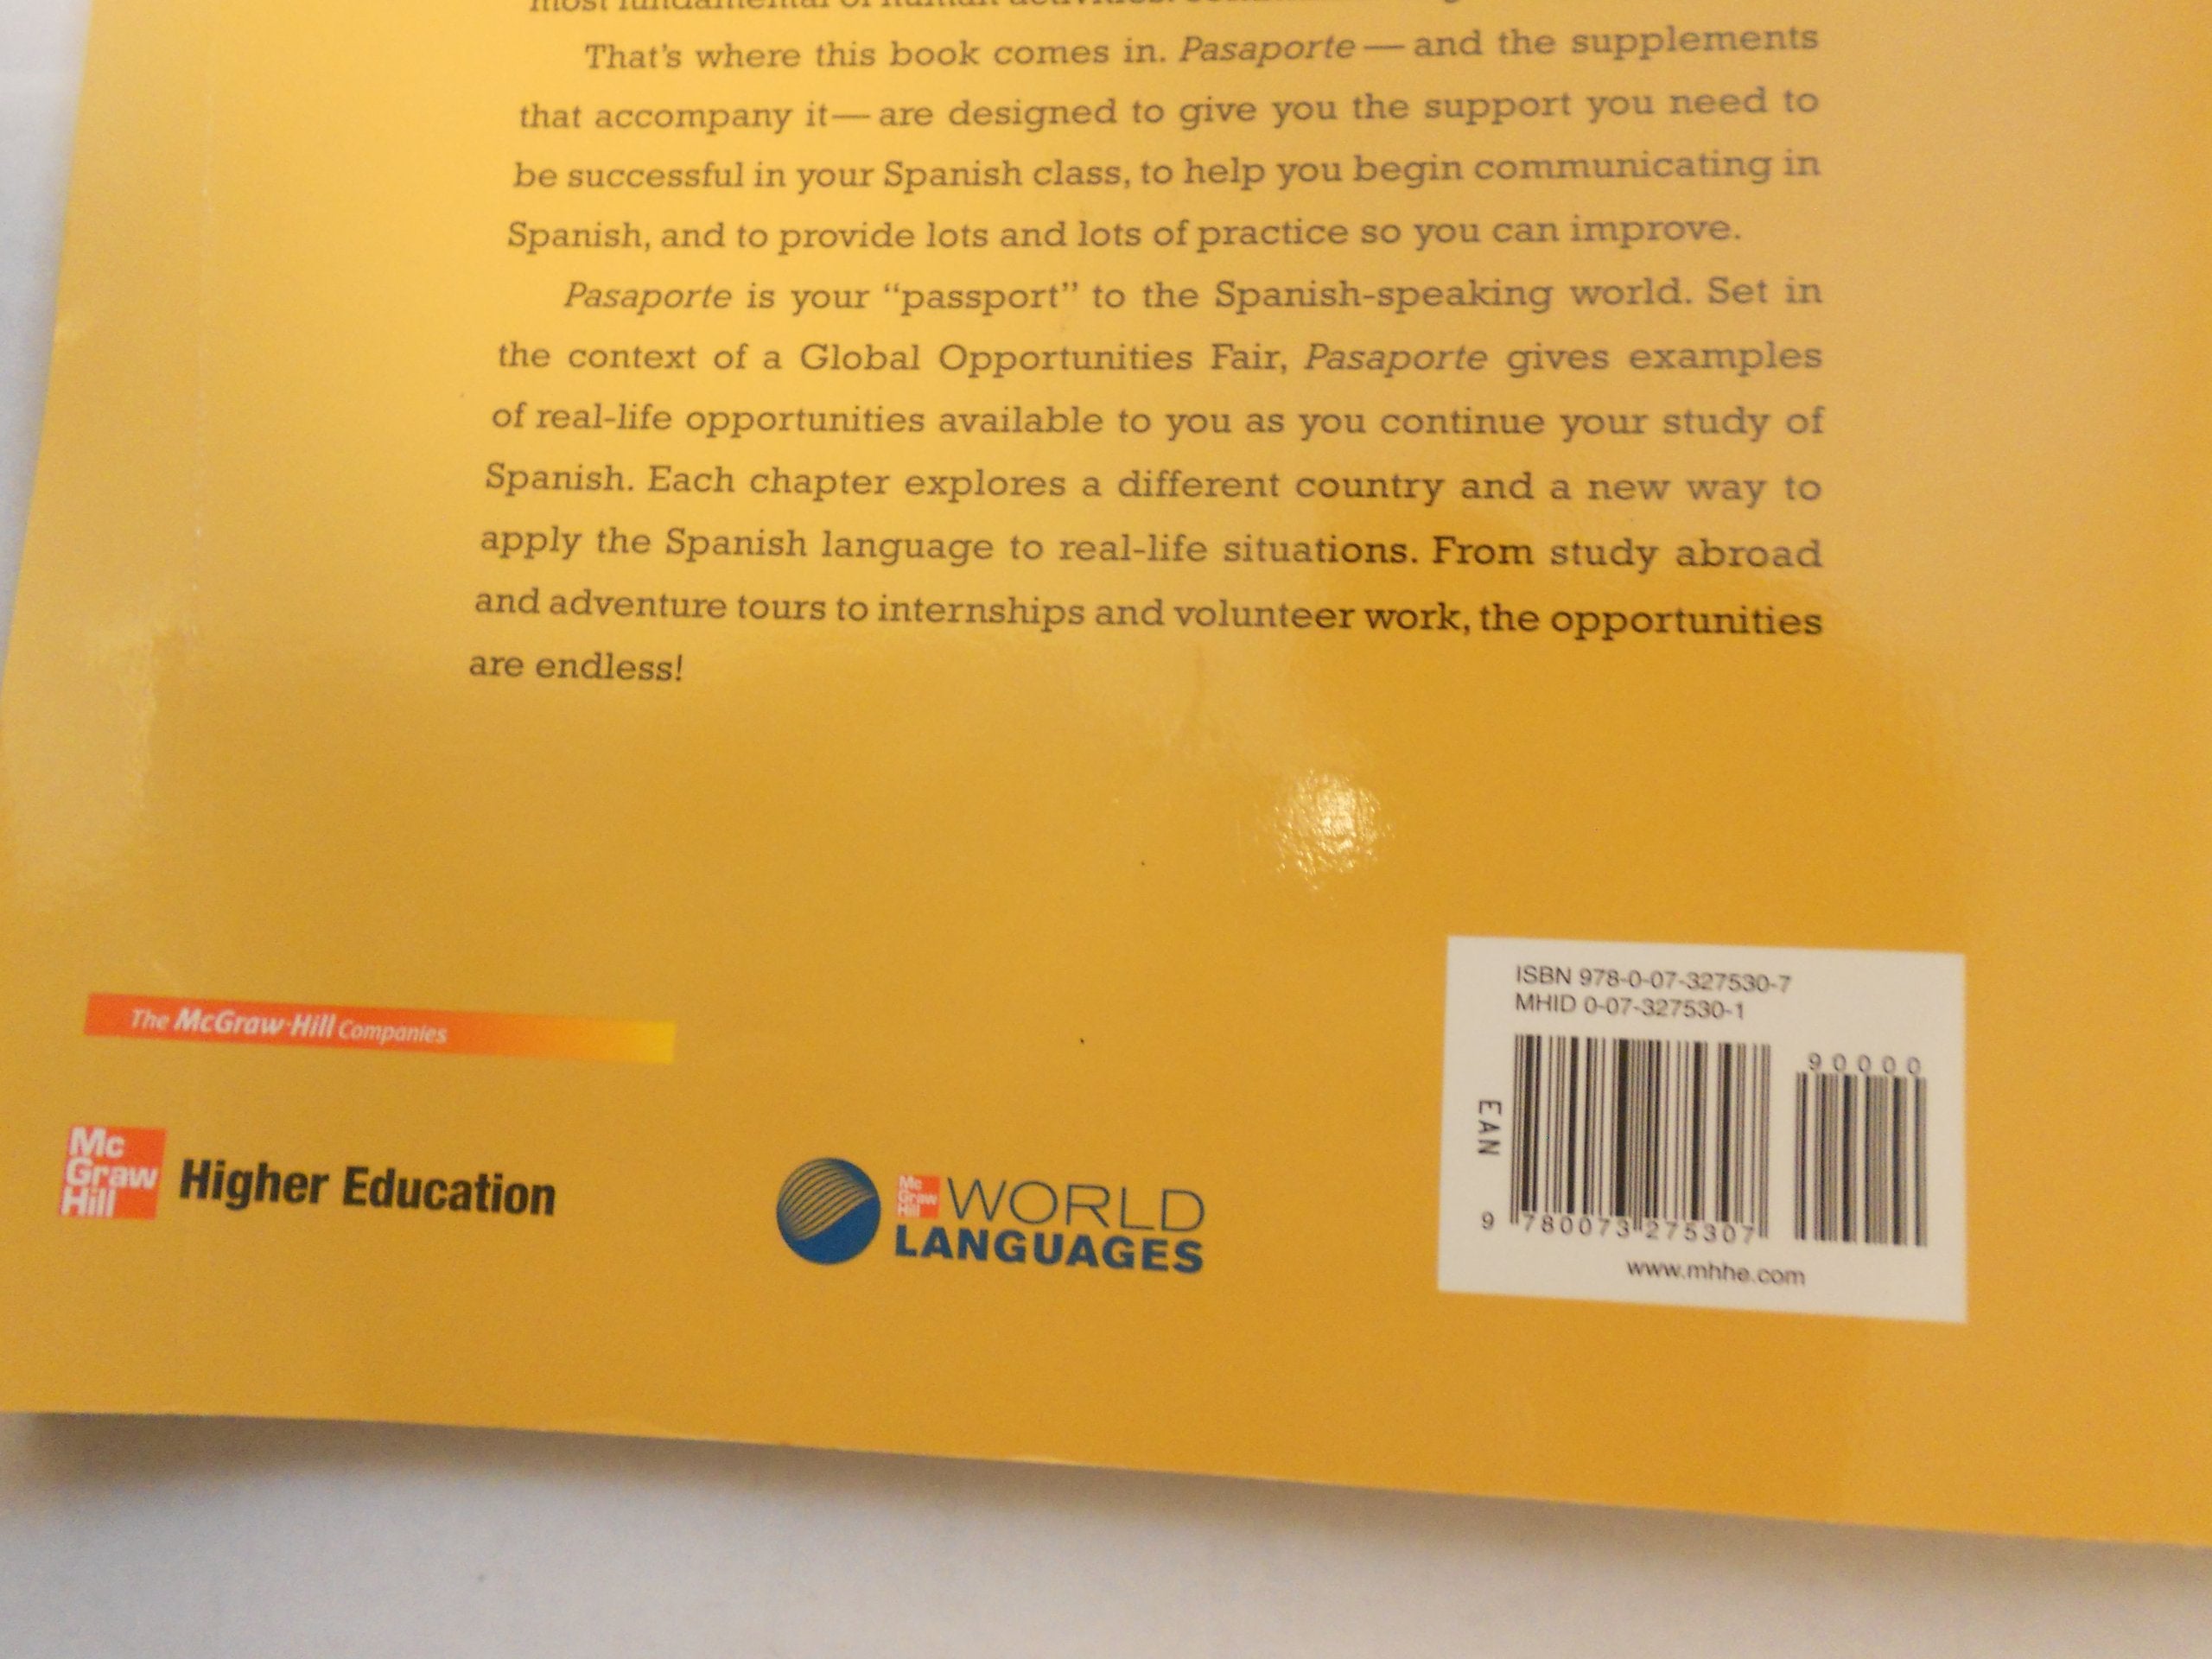 most fundamental of human activities.
That's where this book comes in. Pasaporte — and the supplements
that accompany it — are designed to give you the support you need to
be successful in your Spanish class, to help you begin communicating in
Spanish, and to provide lots and lots of practice so you can improve.
Pasaporte is your “passport” to the Spanish-speaking world. Set in
the context of a Global Opportunities Fair, Pasaporte gives examples
of real-life opportunities available to you as you continue your study of
Spanish. Each chapter explores a different country and a new way to
apply the Spanish language to real-life situations. From study abroad
and adventure tours to internships and volunteer work, the opportunities
are endless!
The McGraw·Hill Companies
Mc
Graw
Hill
Higher Education
Mc
Graw
Hill
WORLD
LANGUAGES
ISBN 978-0-07-327530-7
MHID 0-07-327530-1
90000
EAN
9 780073 275307
www.mhhe.com